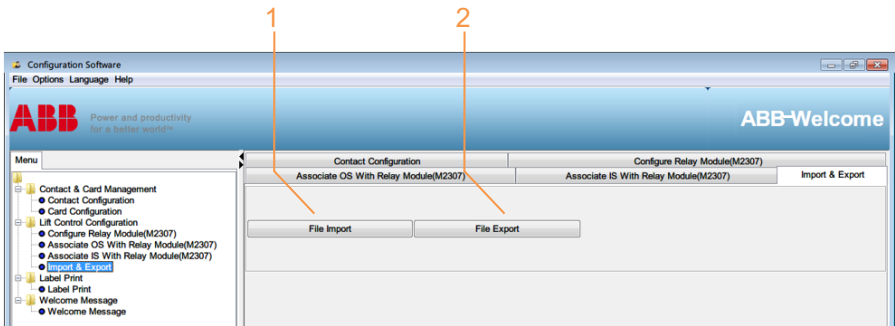 1 2
Configuration Software
File Options Language Help
ABB Power and productivity
for a better world™
ABB-Welcome
Menu
Contact & Card Management
Contact Configuration
Card Configuration
Lift Control Configuration
Configure Relay Module(M2307)
Associate OS With Relay Module(M2307)
Associate IS With Relay Module(M2307)
Import & Export
Label Print
Label Print
Welcome Message
Welcome Message
Contact Configuration Configure Relay Module(M2307)
Associate OS With Relay Module(M2307) Associate IS With Relay Module(M2307) Import & Export
File Import File Export